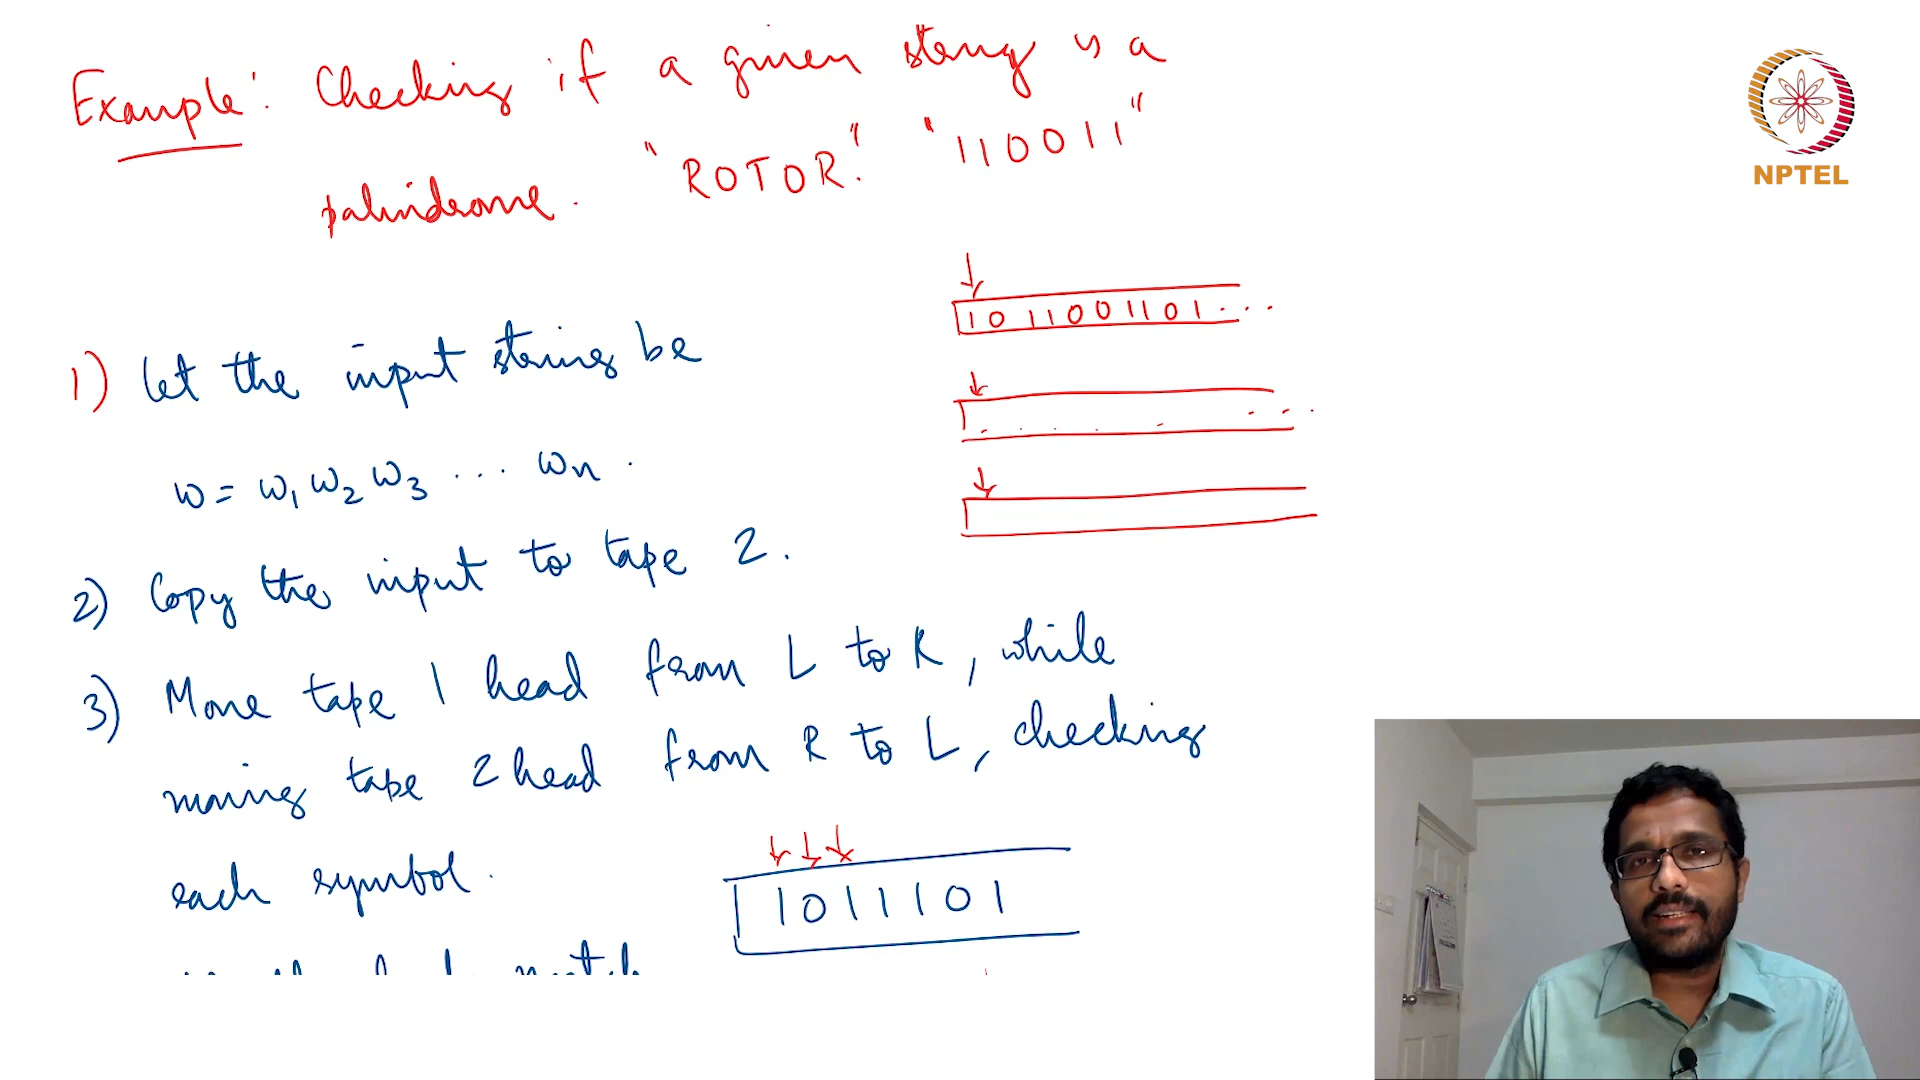 Example: Checking if a given string is a
palindrome. "ROTOR." "110011"
1011001101...
1) Let the input string be
w = w1 w2 w3 ... wn.
2) Copy the input to tape 2.
3) Move tape 1 head from L to R, while
moving tape 2 head from R to L, checking
each symbol.
1011101
NPTEL